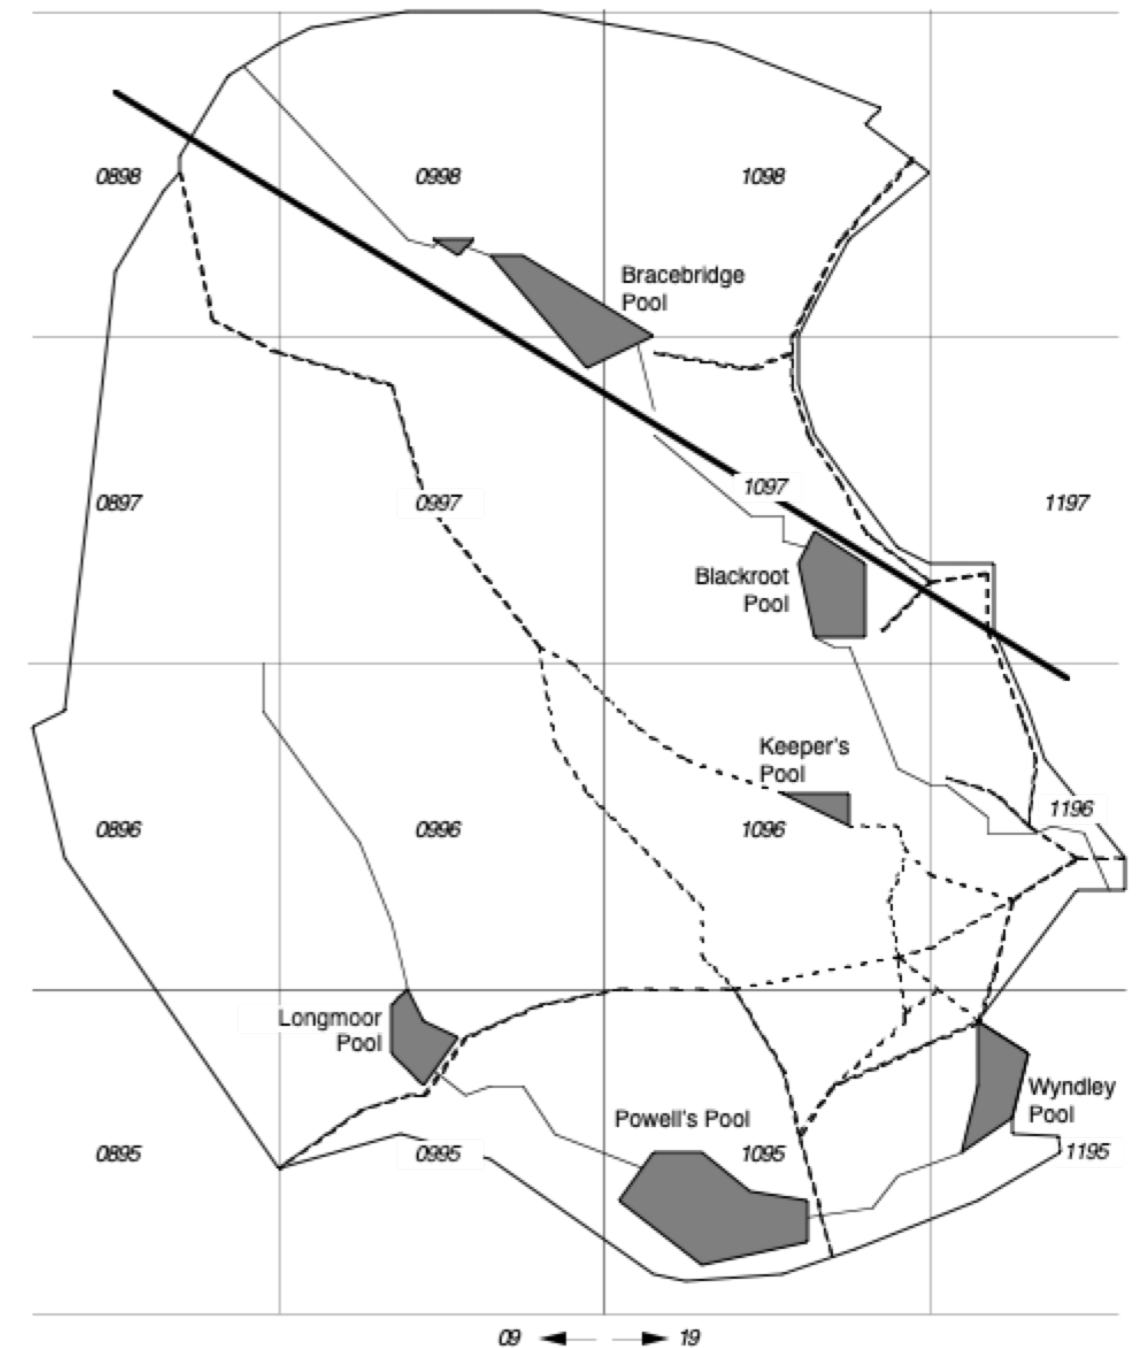 0898
0998
1098
Bracebridge
Pool
1097
0897
0997
1197
Blackroot
Pool
Keeper's
Pool
1196
0896
0996
1096
Longmoor
Pool
Wyndley
Pool
Powell's Pool
0895
0995
1095
1195
09
19